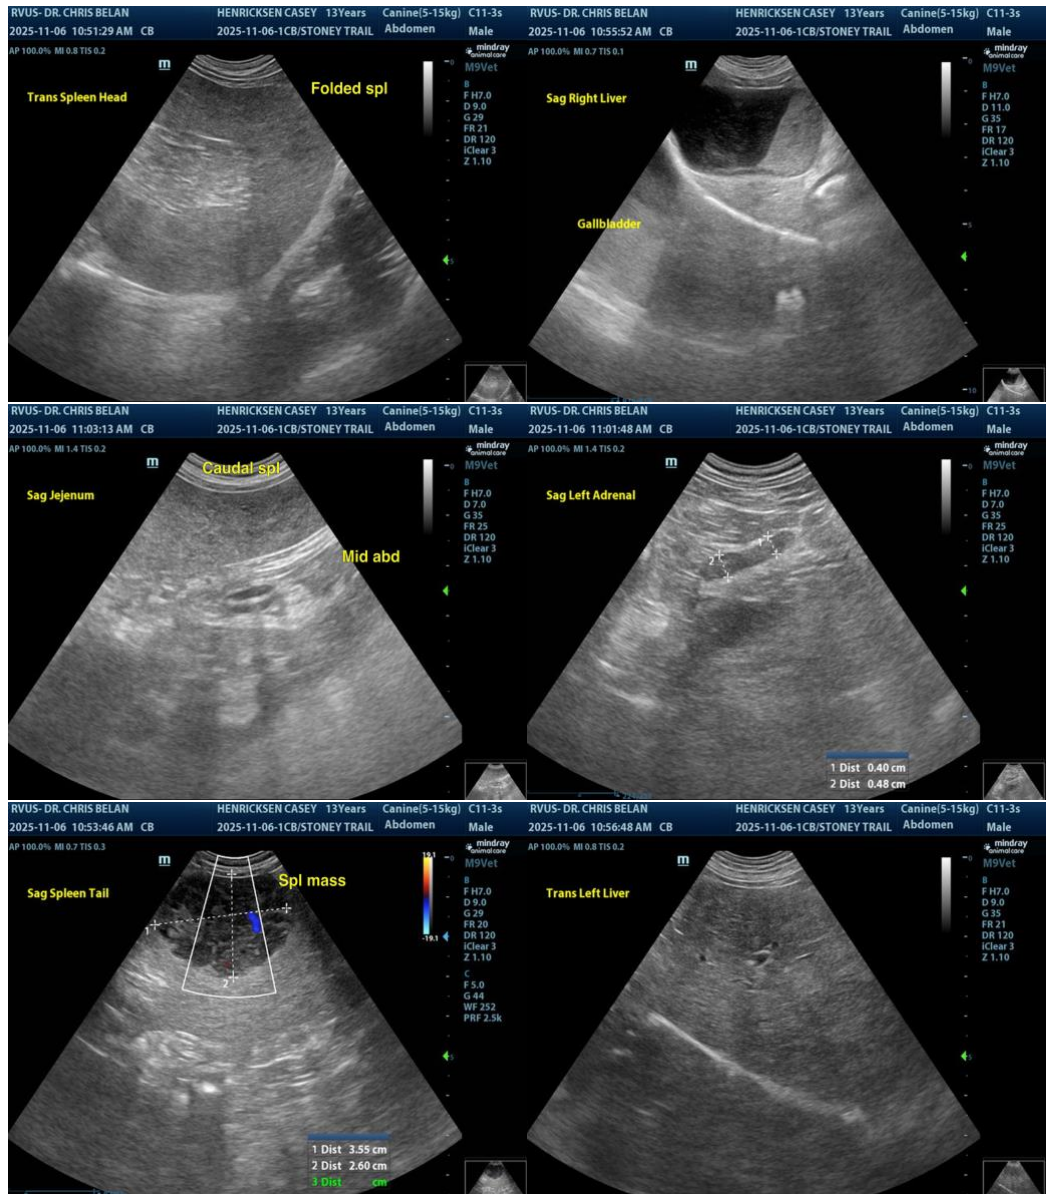 RVUS- DR. CHRIS BELAN HENRICKSEN CASEY 13Years Canine(5-15kg) C11-3s
2025-11-06 10:51:29 AM CB 2025-11-06-1CB/STONEY TRAIL Abdomen Male
AP 100.0% MI 0.8 TIS 0.2
mindray
animal care
M9Vet
m
Trans Spleen Head
Folded spl
B
F H7.0
D 9.0
G 29
FR 21
DR 120
iClear 3
Z 1.10
0
5
RVUS- DR. CHRIS BELAN HENRICKSEN CASEY 13Years Canine(5-15kg) C11-3s
2025-11-06 10:55:52 AM CB 2025-11-06-1CB/STONEY TRAIL Abdomen Male
AP 100.0% MI 0.7 TIS 0.1
mindray
animal care
M9Vet
m
Sag Right Liver
Gallbladder
B
F H7.0
D 11.0
G 35
FR 17
DR 120
iClear 3
Z 1.10
0
5
10
RVUS- DR. CHRIS BELAN HENRICKSEN CASEY 13Years Canine(5-15kg) C11-3s
2025-11-06 11:03:13 AM CB 2025-11-06-1CB/STONEY TRAIL Abdomen Male
AP 100.0% MI 1.4 TIS 0.2
mindray
animal care
M9Vet
m
Caudal spl
Sag Jejenum
Mid abd
B
F H7.0
D 7.0
G 35
FR 25
DR 120
iClear 3
Z 1.10
0
RVUS- DR. CHRIS BELAN HENRICKSEN CASEY 13Years Canine(5-15kg) C11-3s
2025-11-06 11:01:48 AM CB 2025-11-06-1CB/STONEY TRAIL Abdomen Male
AP 100.0% MI 1.4 TIS 0.2
mindray
animal care
M9Vet
m
Sag Left Adrenal
B
F H7.0
D 7.0
G 35
FR 25
DR 120
iClear 3
Z 1.10
0
1
2
1 Dist 0.40 cm
2 Dist 0.48 cm
RVUS- DR. CHRIS BELAN HENRICKSEN CASEY 13Years Canine(5-15kg) C11-3s
2025-11-06 10:53:46 AM CB 2025-11-06-1CB/STONEY TRAIL Abdomen Male
AP 100.0% MI 0.7 TIS 0.3
mindray
animal care
M9Vet
m
Sag Spleen Tail
Spl mass
19.1
-19.1
B
F H7.0
D 9.0
G 29
FR 20
DR 120
iClear 3
Z 1.10
C
F 5.0
G 44
WF 252
PRF 2.5k
0
5
1
2
1 Dist 3.55 cm
2 Dist 2.60 cm
3 Dist cm
RVUS- DR. CHRIS BELAN HENRICKSEN CASEY 13Years Canine(5-15kg) C11-3s
2025-11-06 10:56:48 AM CB 2025-11-06-1CB/STONEY TRAIL Abdomen Male
AP 100.0% MI 0.8 TIS 0.2
mindray
animal care
M9Vet
m
Trans Left Liver
B
F H7.0
D 9.0
G 35
FR 21
DR 120
iClear 3
Z 1.10
0
5